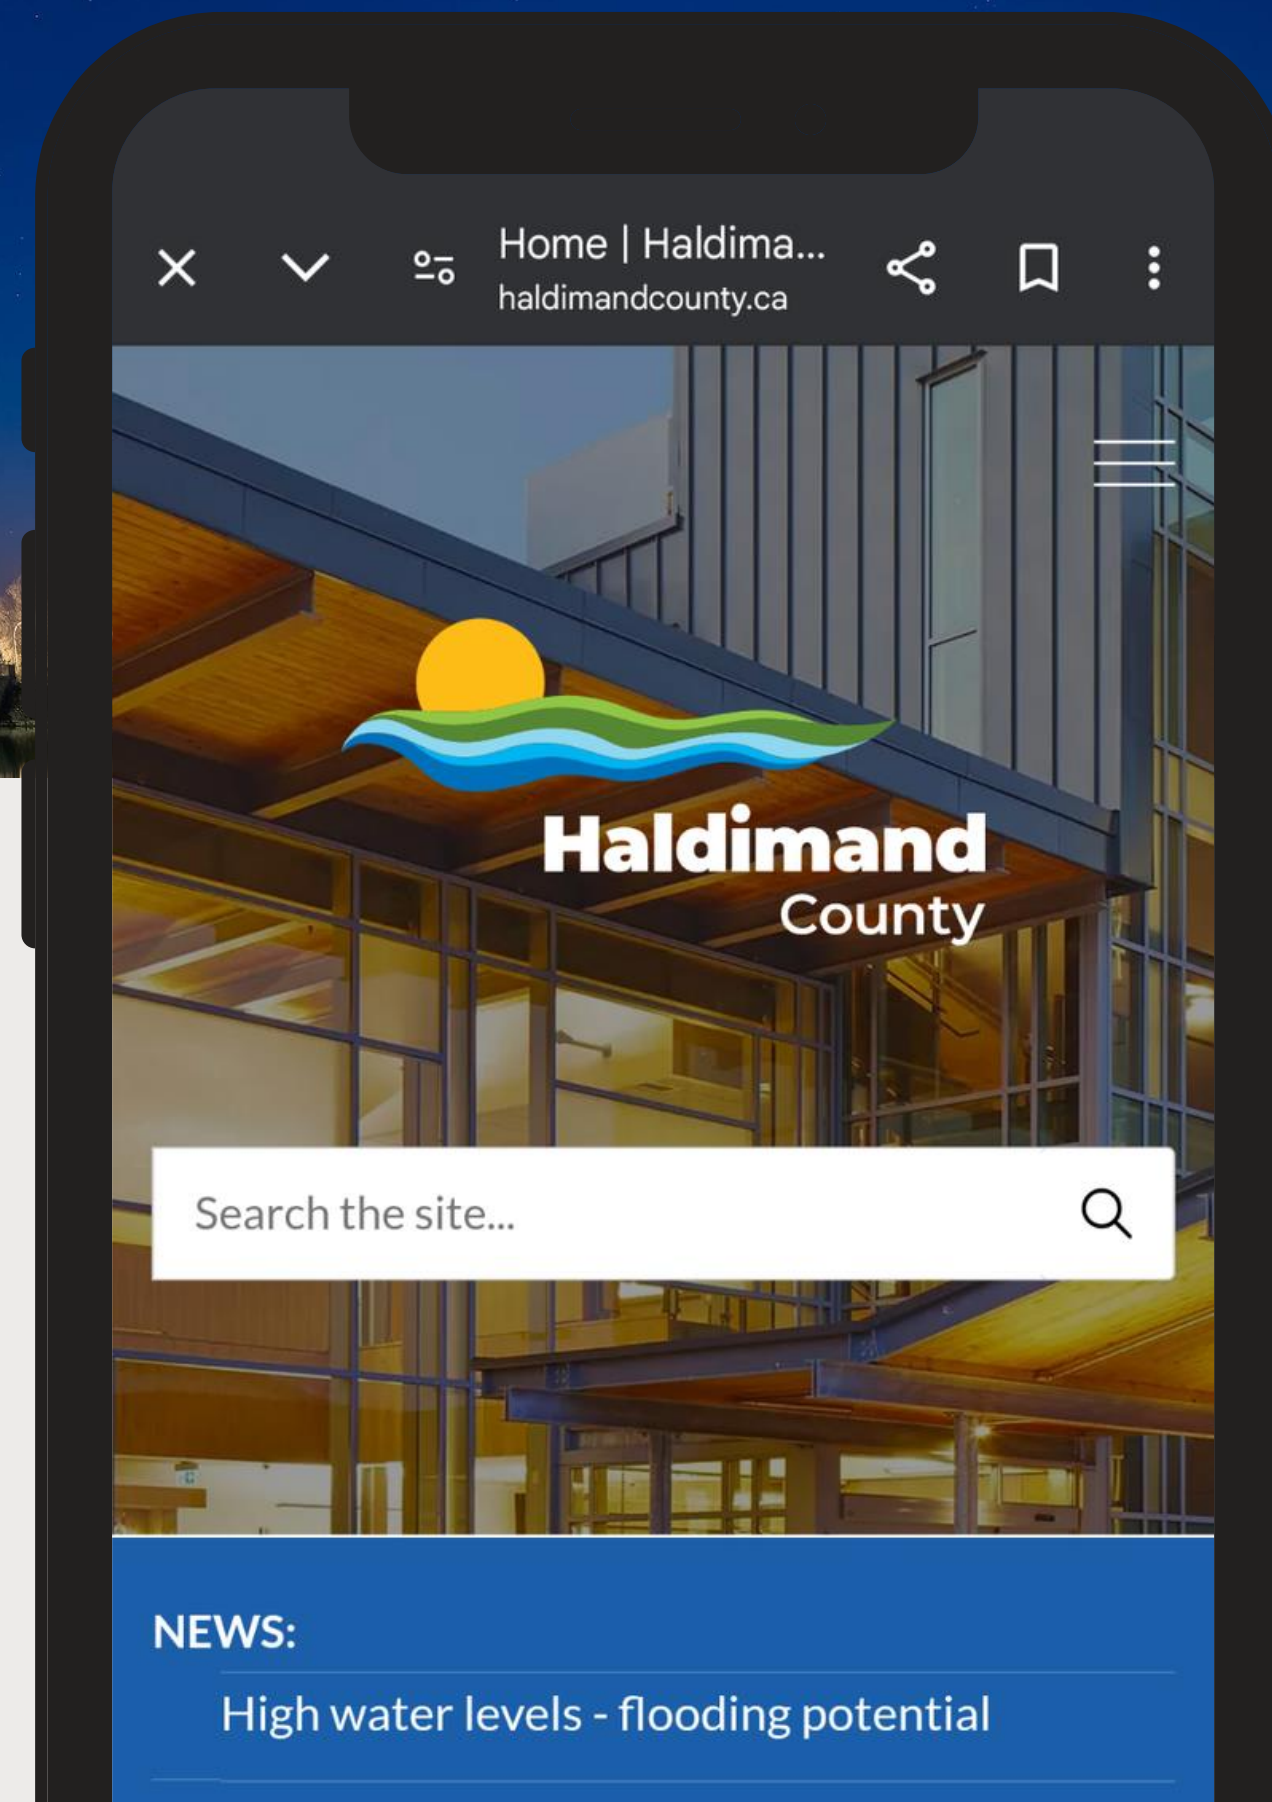 Home | Haldima...
haldimandcounty.ca
Haldimand
County
Search the site...
NEWS:
High water levels - flooding potential